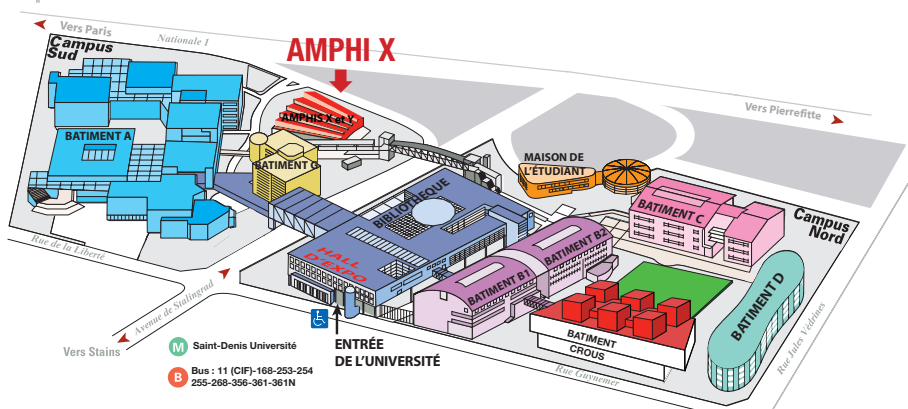 Vers Paris
Nationale 1
Campus
Sud
AMPHI X
AMPHIS X et Y
Vers Pierrefitte
BATIMENT A
BATIMENT G
MAISON DE
L'ÉTUDIANT
BIBLIOTHEQUE
BATIMENT C
Campus
Nord
HALL
D'EXPO
BATIMENT B2
BATIMENT B1
BATIMENT D
Rue de la Liberté
Avenue de Stalingrad
Rue Jules Védrines
BATIMENT
CROUS
ENTRÉE
DE L'UNIVERSITÉ
Vers Stains
Rue Guynemer
M Saint-Denis Université
B Bus : 11 (CIF)-168-253-254
255-268-356-361-361N